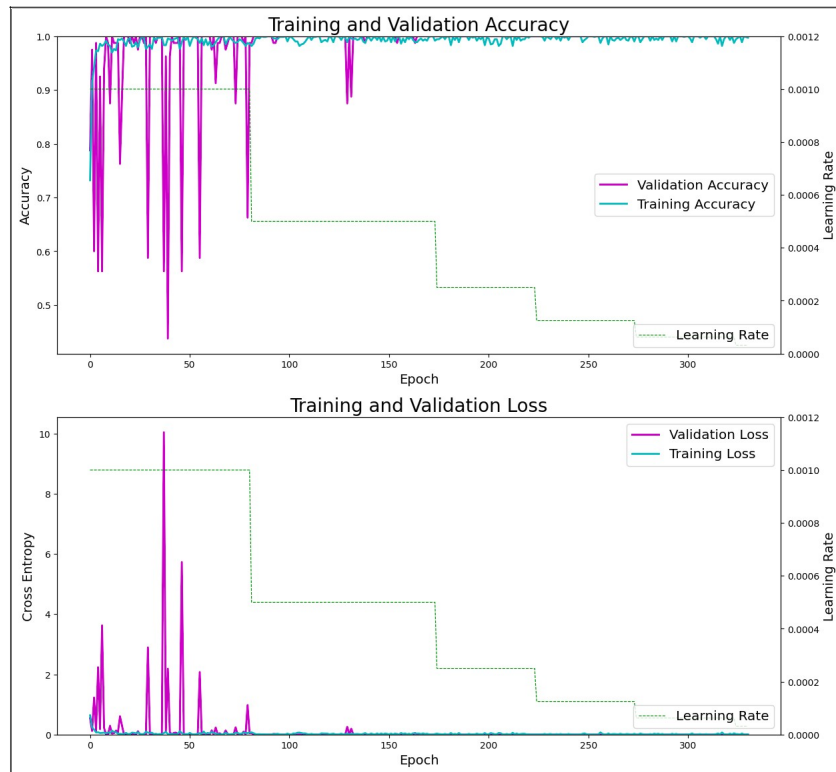 Training and Validation Accuracy
1.0
0.9
0.8
0.7
0.6
0.5
Accuracy
0.0012
0.0010
0.0008
0.0006
0.0004
0.0002
0.0000
Learning Rate
Validation Accuracy
Training Accuracy
Learning Rate
0
50
100
150
200
250
300
Epoch
Training and Validation Loss
10
8
6
4
2
0
Cross Entropy
0.0012
0.0010
0.0008
0.0006
0.0004
0.0002
0.0000
Learning Rate
Validation Loss
Training Loss
Learning Rate
0
50
100
150
200
250
300
Epoch